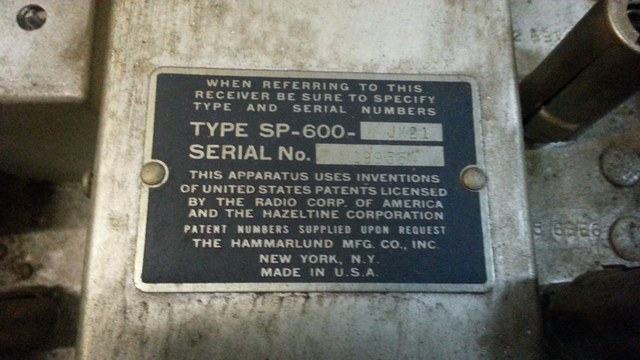 WHEN REFERRING TO THIS
RECEIVER BE SURE TO SPECIFY
TYPE AND SERIAL NUMBERS
TYPE SP-600- JX21
SERIAL No.
THIS APPARATUS USES INVENTIONS
OF UNITED STATES PATENTS LICENSED
BY THE RADIO CORP. OF AMERICA
AND THE HAZELTINE CORPORATION
PATENT NUMBERS SUPPLIED UPON REQUEST
THE HAMMARLUND MFG. CO., INC.
NEW YORK, N.Y.
MADE IN U.S.A.